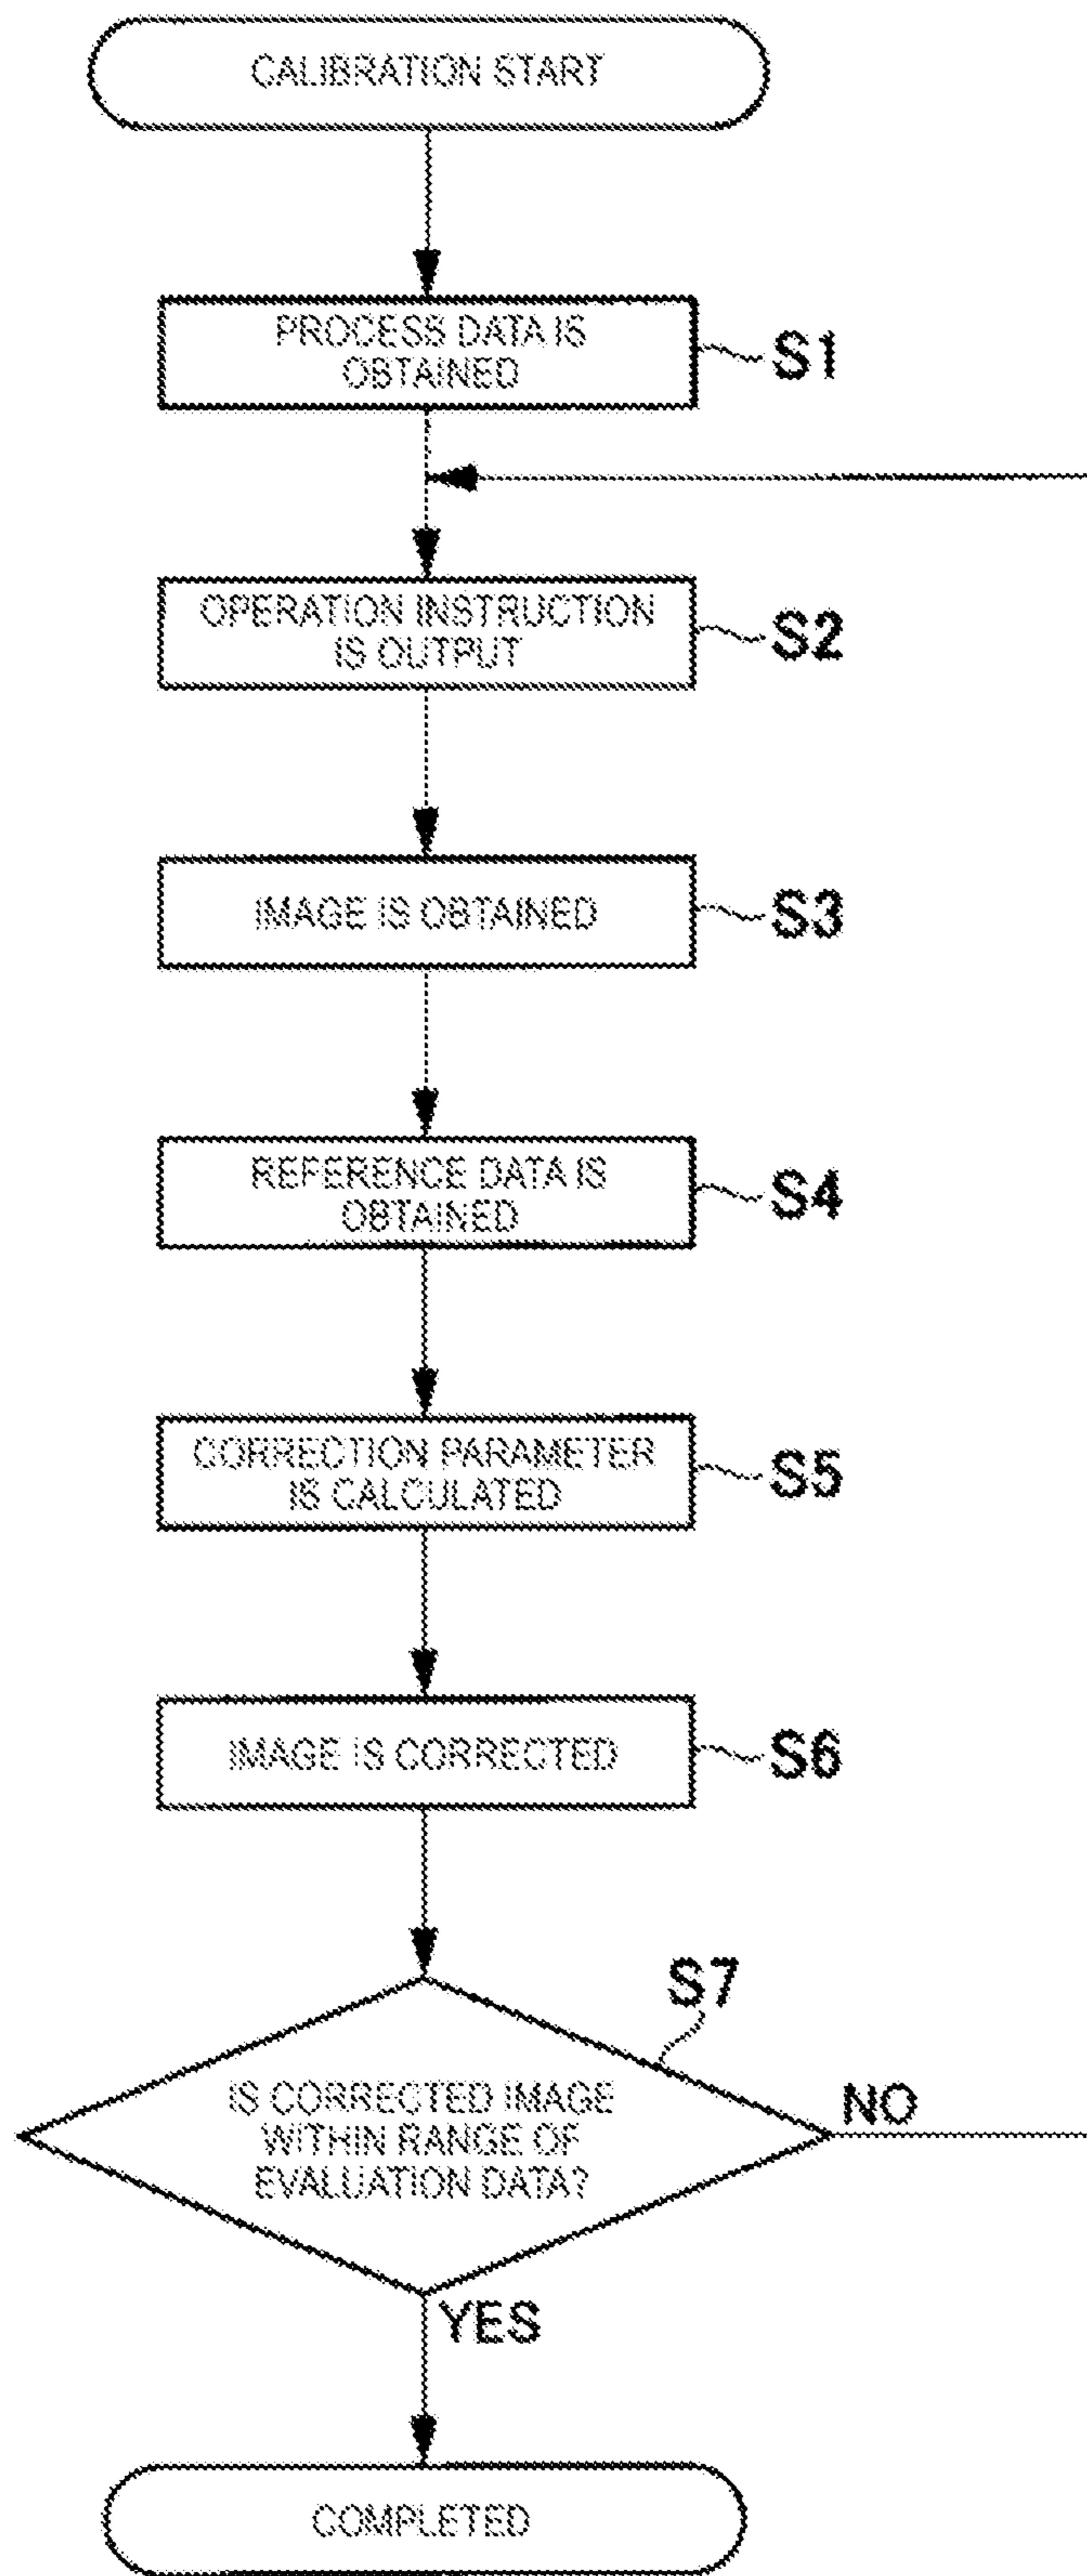 CALIBRATION START
PROCESS DATA IS
OBTAINED
S1
OPERATION INSTRUCTION
IS OUTPUT
S2
IMAGE IS OBTAINED
S3
REFERENCE DATA IS
OBTAINED
S4
CORRECTION PARAMETER
IS CALCULATED
S5
IMAGE IS CORRECTED
S6
S7
IS CORRECTED IMAGE
WITHIN RANGE OF
EVALUATION DATA?
NO
YES
COMPLETED